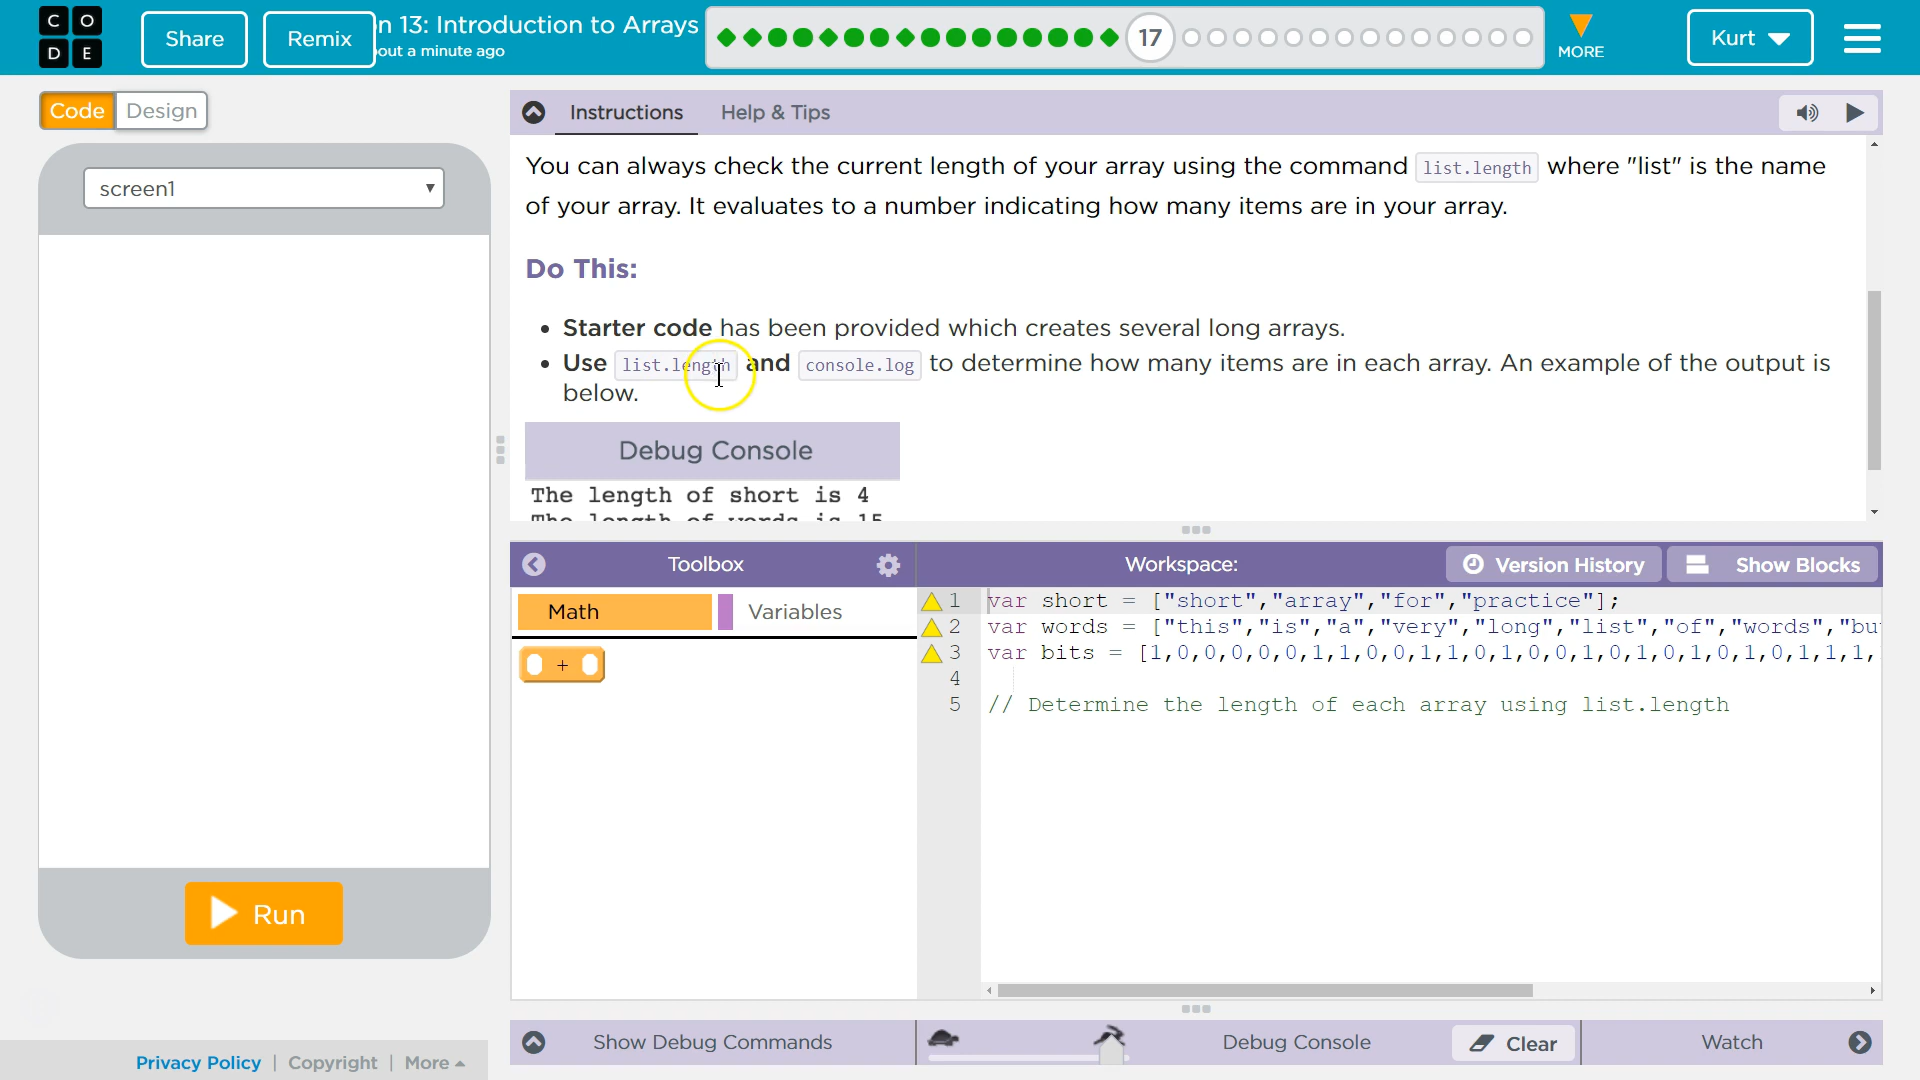 C O
D E
Share
Remix
n 13: Introduction to Arrays
out a minute ago
17
MORE
Kurt
Code
Design
screen1
Run
Privacy Policy | Copyright | More
Instructions
Help & Tips
You can always check the current length of your array using the command list.length where "list" is the name
of your array. It evaluates to a number indicating how many items are in your array.
Do This:
• Starter code has been provided which creates several long arrays.
• Use list.length and console.log to determine how many items are in each array. An example of the output is
below.
Debug Console
The length of short is 4
The length of words is 15
Toolbox
Workspace:
Version History
Show Blocks
Math
Variables
+
1 var short = ["short","array","for","practice"];
2 var words = ["this","is","a","very","long","list","of","words","bu
3 var bits = [1,0,0,0,0,0,1,1,0,0,1,1,0,1,0,0,1,0,1,0,1,0,1,0,1,1,1,
4
5 // Determine the length of each array using list.length
Show Debug Commands
Debug Console
Clear
Watch